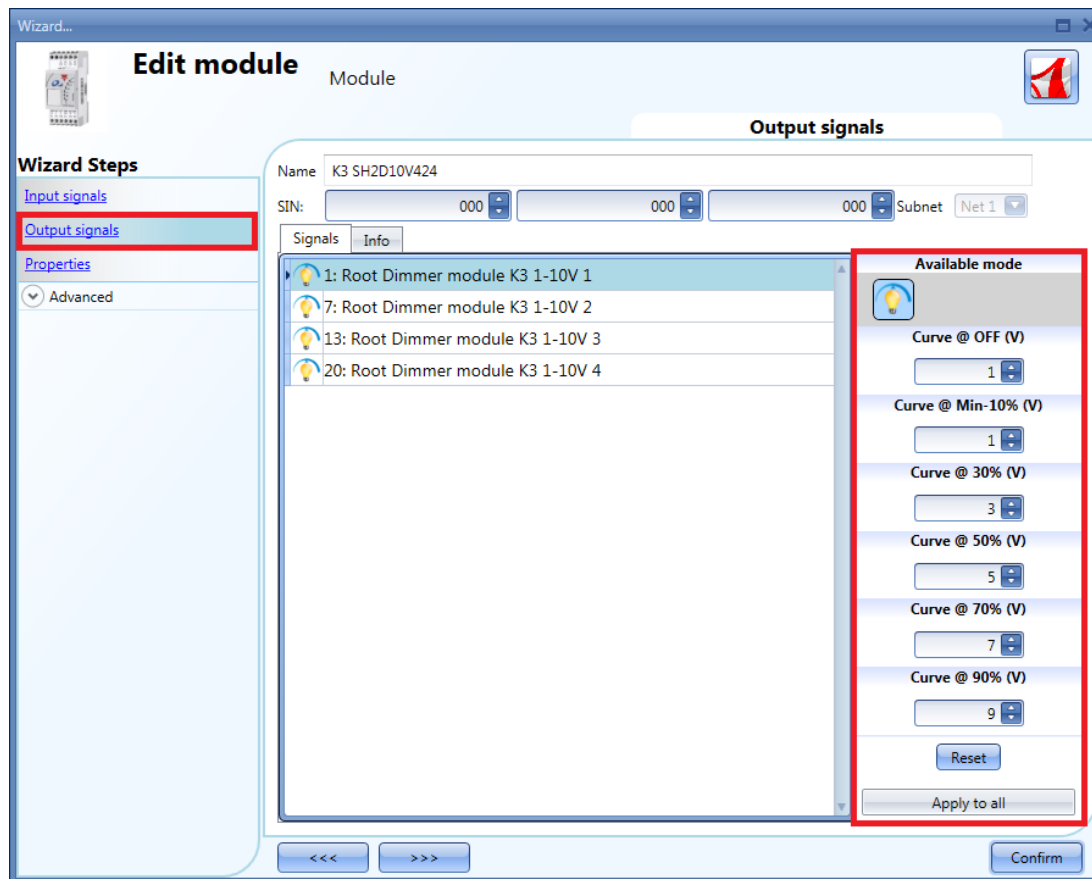 Wizard...
Edit module
Module
Output signals
Wizard Steps
Input signals
Output signals
Properties
Advanced
Name K3 SH2D10V424
SIN: 000 000 000 Subnet Net 1
Signals Info
1: Root Dimmer module K3 1-10V 1
7: Root Dimmer module K3 1-10V 2
13: Root Dimmer module K3 1-10V 3
20: Root Dimmer module K3 1-10V 4
Available mode
Curve @ OFF (V)
1
Curve @ Min-10% (V)
1
Curve @ 30% (V)
3
Curve @ 50% (V)
5
Curve @ 70% (V)
7
Curve @ 90% (V)
9
Reset
Apply to all
<<< >>> Confirm